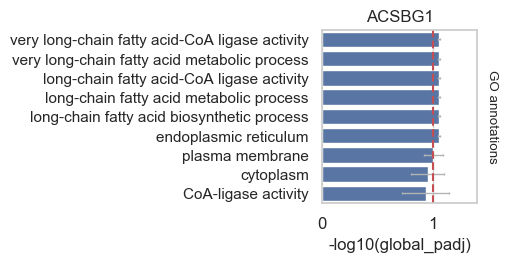 ACSBG1
very long-chain fatty acid-CoA ligase activity
very long-chain fatty acid metabolic process
long-chain fatty acid-CoA ligase activity
long-chain fatty acid metabolic process
long-chain fatty acid biosynthetic process
endoplasmic reticulum
plasma membrane
cytoplasm
CoA-ligase activity
GO annotations
0 1
-log10(global_padj)